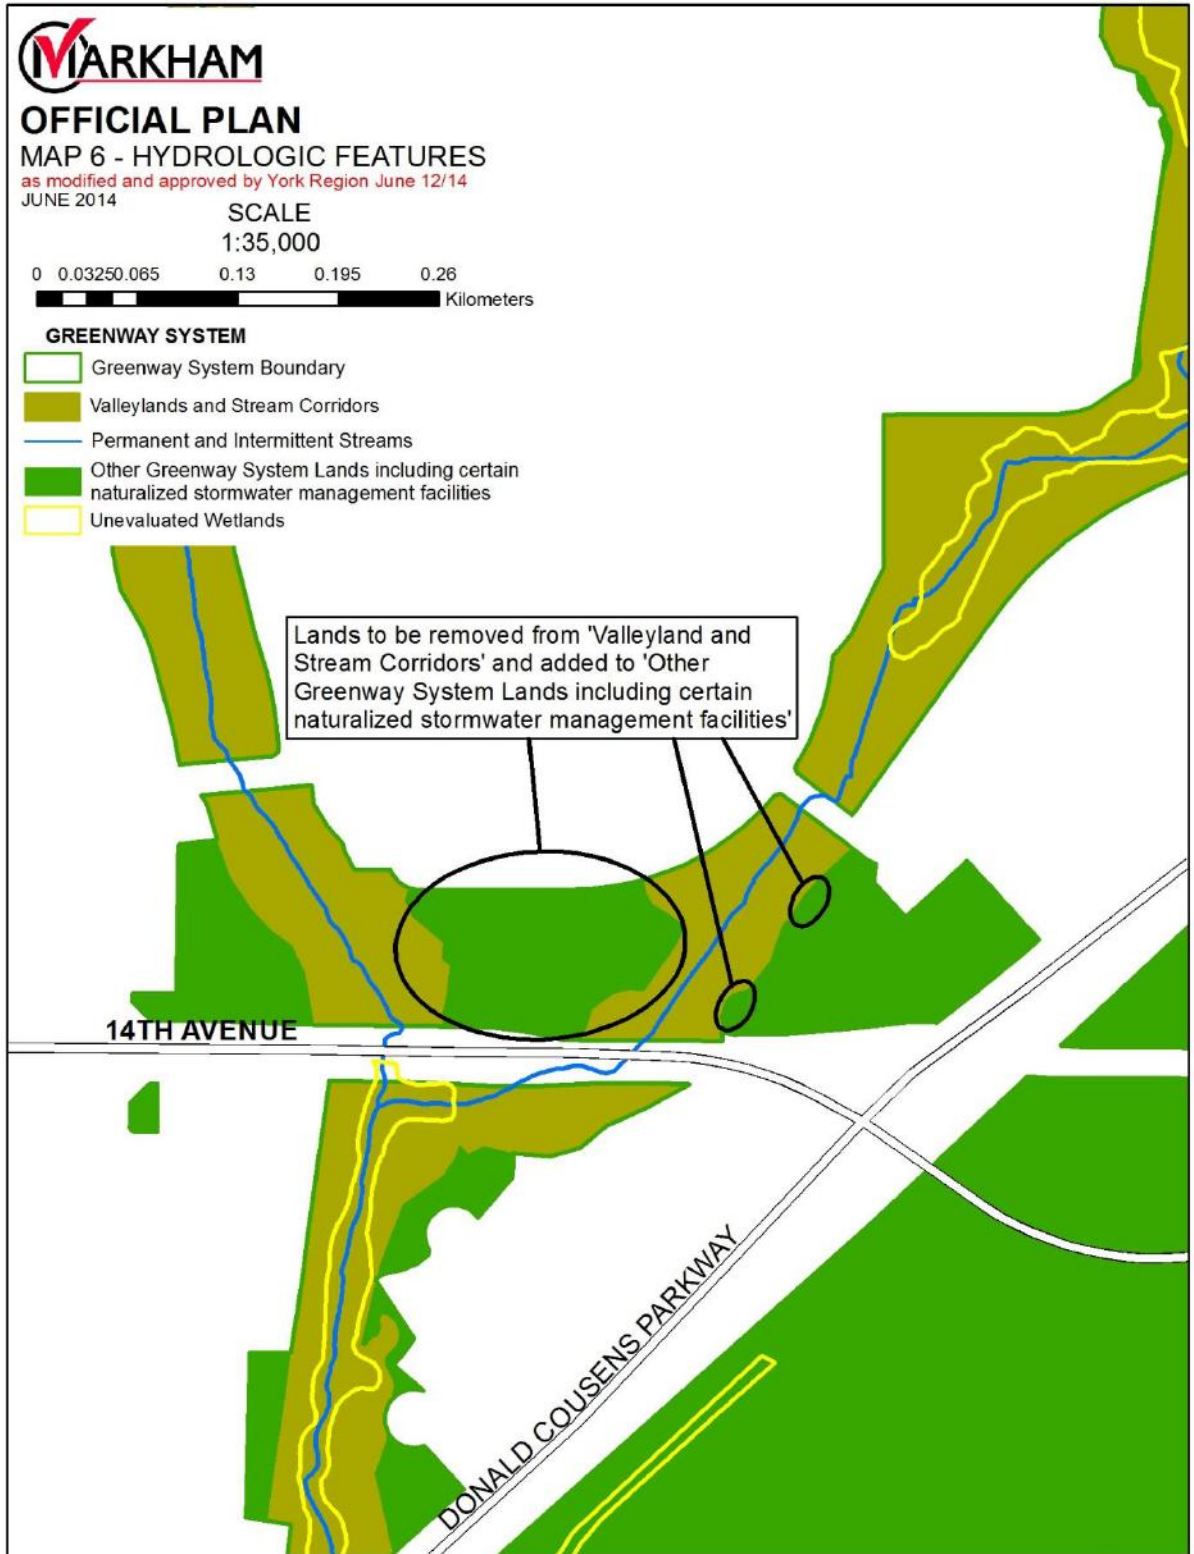 MARKHAM
OFFICIAL PLAN
MAP 6 - HYDROLOGIC FEATURES
as modified and approved by York Region June 12/14
JUNE 2014
SCALE
1:35,000
0 0.03250.065 0.13 0.195 0.26
Kilometers
GREENWAY SYSTEM
Greenway System Boundary
Valleylands and Stream Corridors
Permanent and Intermittent Streams
Other Greenway System Lands including certain
naturalized stormwater management facilities
Unevaluated Wetlands
Lands to be removed from 'Valleyland and
Stream Corridors' and added to 'Other
Greenway System Lands including certain
naturalized stormwater management facilities'
14TH AVENUE
DONALD COUSENS PARKWAY